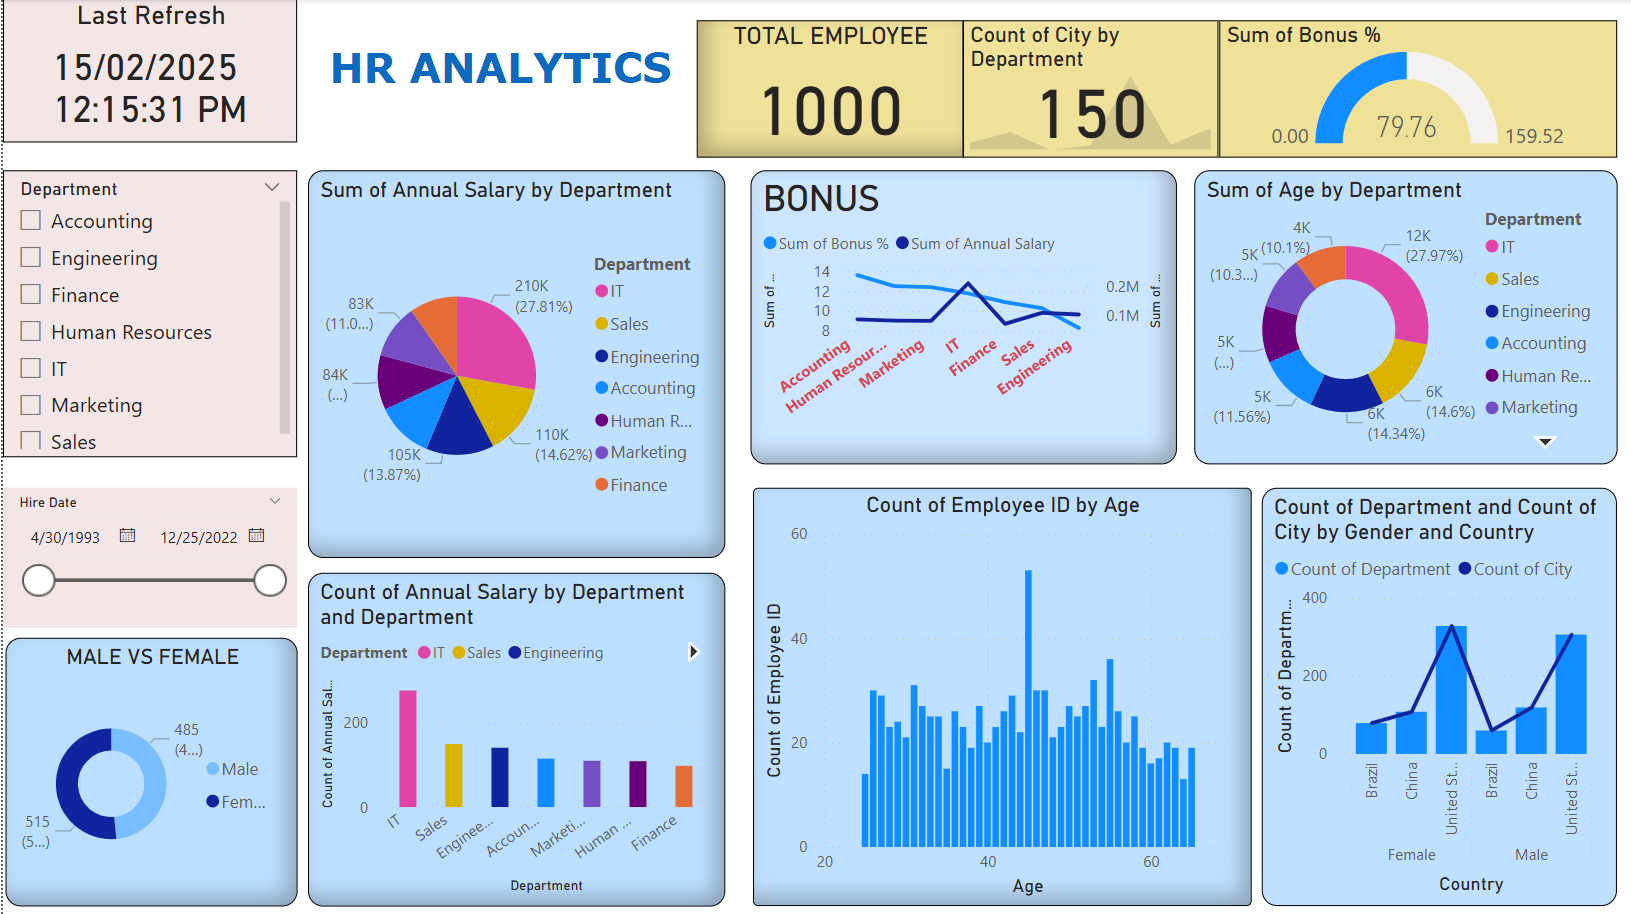 Last Refresh
15/02/2025
12:15:31 PM
HR ANALYTICS
TOTAL EMPLOYEE
1000
Count of City by
Department
150
Sum of Bonus %
0.00
79.76
159.52
Department
Accounting
Engineering
Finance
Human Resources
IT
Marketing
Sales
Hire Date
4/30/1993
12/25/2022
MALE VS FEMALE
485
(4...)
515
(5...)
Male
Fem...
Sum of Annual Salary by Department
210K
(27.81%)
110K
(14.62%)
105K
(13.87%)
84K
(...)
83K
(11.0...)
Department
IT
Sales
Engineering
Accounting
Human R...
Marketing
Finance
Count of Annual Salary by Department
and Department
Department IT Sales Engineering
Count of Annual Sal...
200
0
IT
Sales
Enginee...
Accoun...
Marketi...
Human ...
Finance
Department
BONUS
Sum of Bonus % Sum of Annual Salary
Sum of ...
14
12
10
8
0.2M
0.1M
Sum of ...
Accounting
Human Resour...
Marketing
IT
Finance
Sales
Engineering
Sum of Age by Department
12K
(27.97%)
6K
(14.6%)
6K
(14.34%)
5K
(11.56%)
5K
(...)
5K
(10.3...)
4K
(10.1%)
Department
IT
Sales
Engineering
Accounting
Human Re...
Marketing
Count of Employee ID by Age
Count of Employee ID
60
40
20
0
20
40
60
Age
Count of Department and Count of
City by Gender and Country
Count of Department Count of City
Count of Departm...
400
200
0
Brazil
China
United St...
Brazil
China
United St...
Female
Male
Country